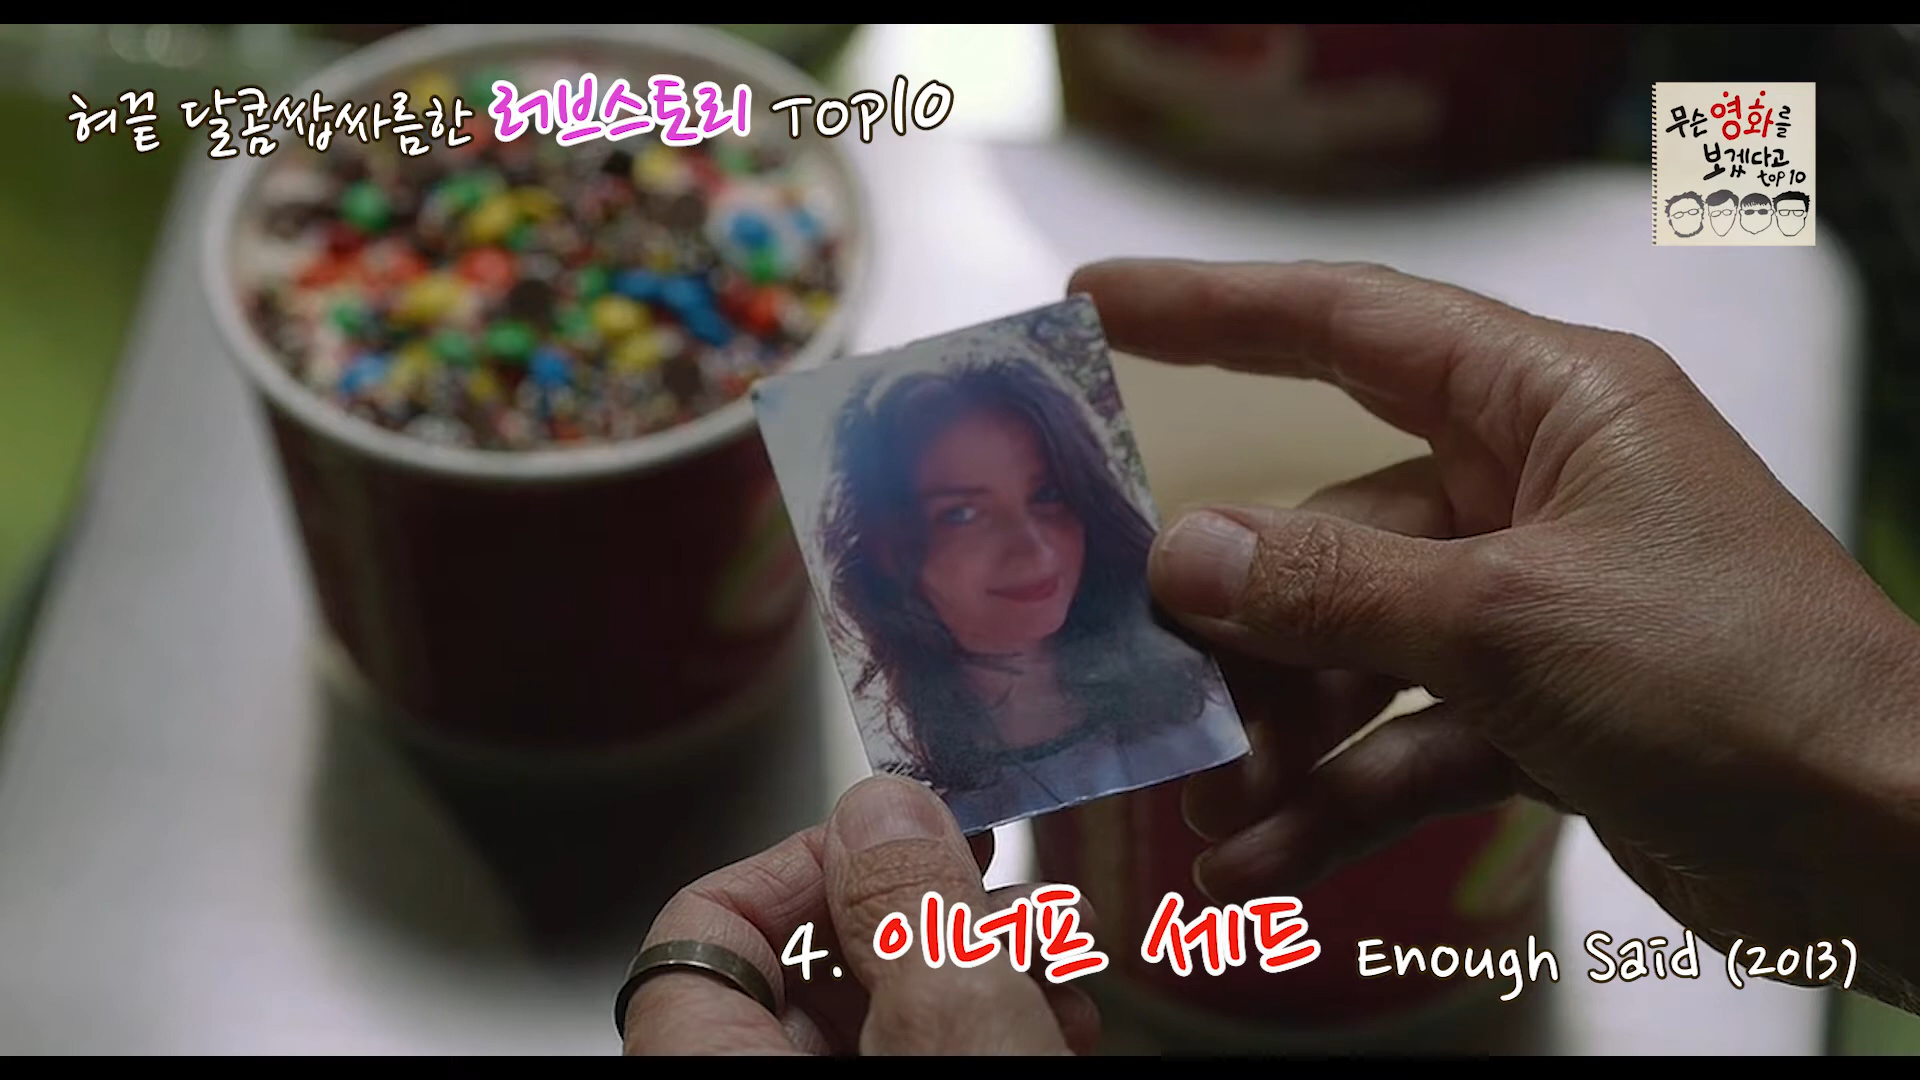 혀끝 달콤쌉싸름한 러브스토리 TOP10
무슨 영화를
보겠다고
top 10
4. 이너프 세드 Enough Said (2013)